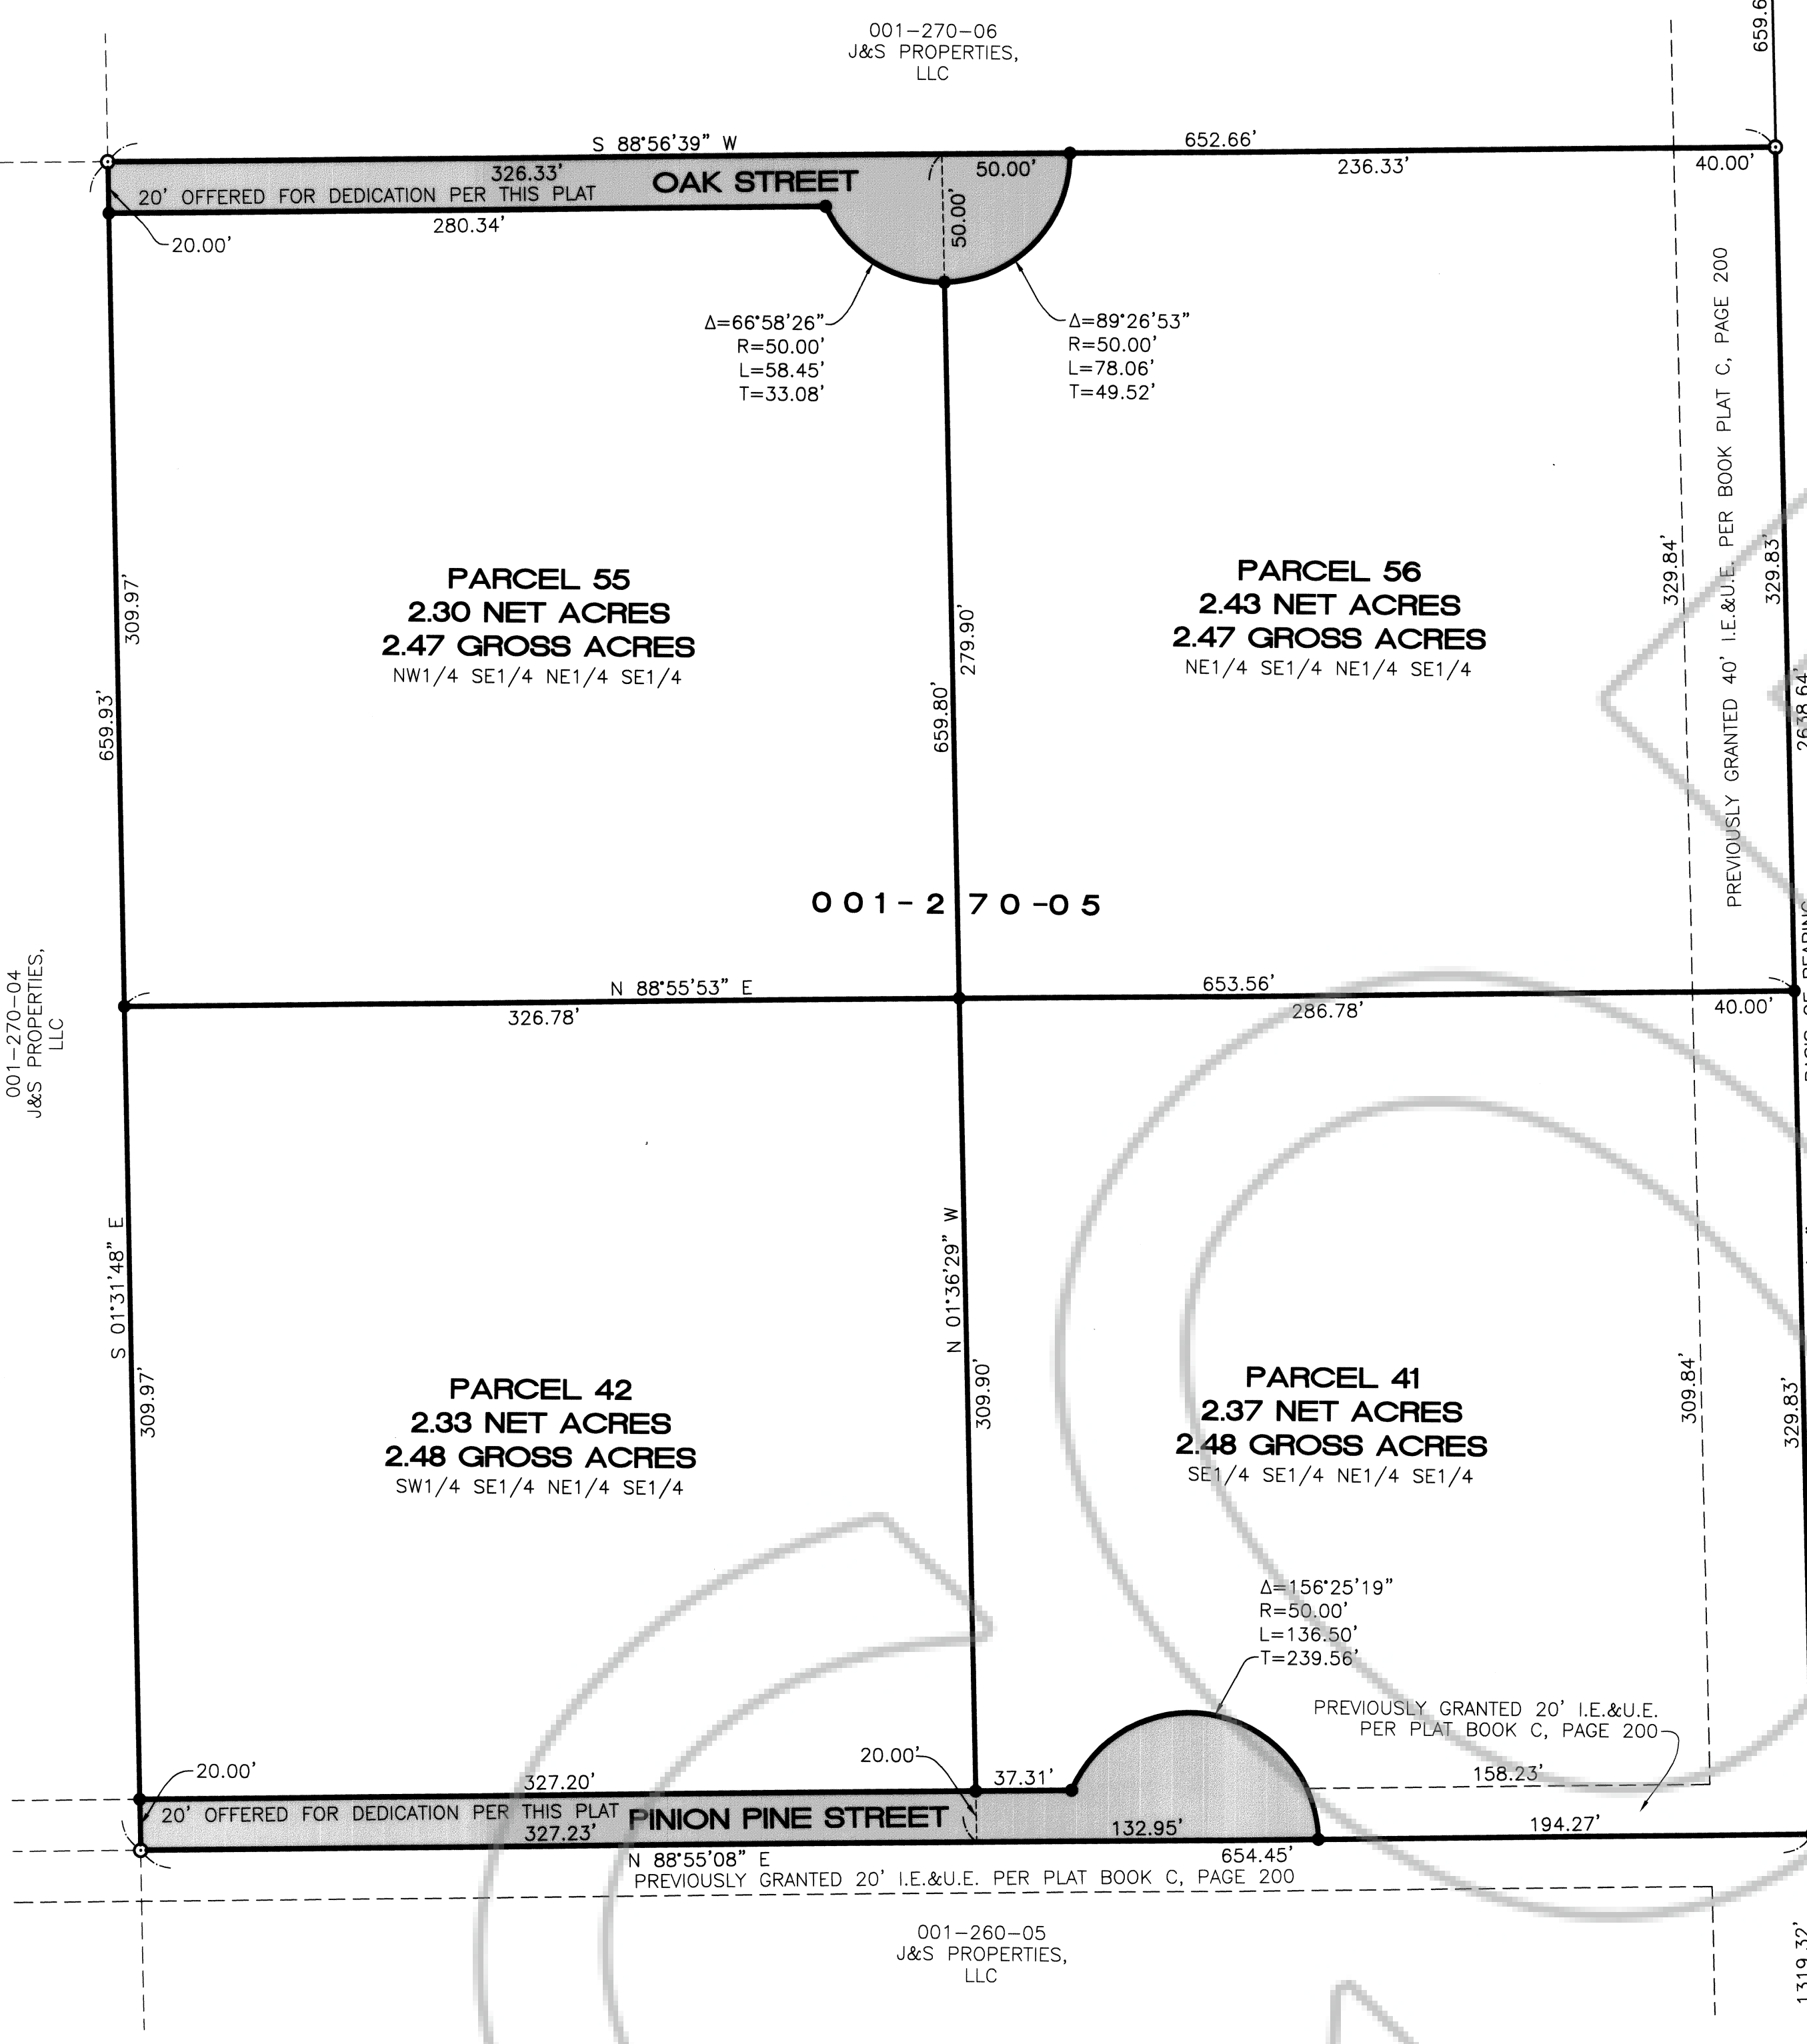 001-270-06
J&S PROPERTIES,
LLC
659.6
S 88°56'39" W
652.66'
326.33'
50.00'
236.33'
40.00'
OAK STREET
20' OFFERED FOR DEDICATION PER THIS PLAT
280.34'
20.00'
50.00'
Δ=66°58'26"
R=50.00'
L=58.45'
T=33.08'
Δ=89°26'53"
R=50.00'
L=78.06'
T=49.52'
PREVIOUSLY GRANTED 40' I.E.&U.E. PER BOOK PLAT C, PAGE 200
PARCEL 55
2.30 NET ACRES
2.47 GROSS ACRES
NW1/4 SE1/4 NE1/4 SE1/4
PARCEL 56
2.43 NET ACRES
2.47 GROSS ACRES
NE1/4 SE1/4 NE1/4 SE1/4
309.97'
659.93'
279.90'
659.80'
329.84'
329.83'
2638.64'
001-270-05
001-270-04
J&S PROPERTIES,
LLC
N 88°55'53" E
653.56'
326.78'
286.78'
40.00'
S 01°31'48" E
309.97'
N 01°36'29" W
309.90'
309.84'
329.83'
PARCEL 42
2.33 NET ACRES
2.48 GROSS ACRES
SW1/4 SE1/4 NE1/4 SE1/4
PARCEL 41
2.37 NET ACRES
2.48 GROSS ACRES
SE1/4 SE1/4 NE1/4 SE1/4
Δ=156°25'19"
R=50.00'
L=136.50'
T=239.56'
PREVIOUSLY GRANTED 20' I.E.&U.E.
PER PLAT BOOK C, PAGE 200
20.00'
327.20'
20.00'
37.31'
158.23'
20' OFFERED FOR DEDICATION PER THIS PLAT
PINION PINE STREET
327.23'
132.95'
194.27'
N 88°55'08" E
654.45'
PREVIOUSLY GRANTED 20' I.E.&U.E. PER PLAT BOOK C, PAGE 200
001-260-05
J&S PROPERTIES,
LLC
1319.32'